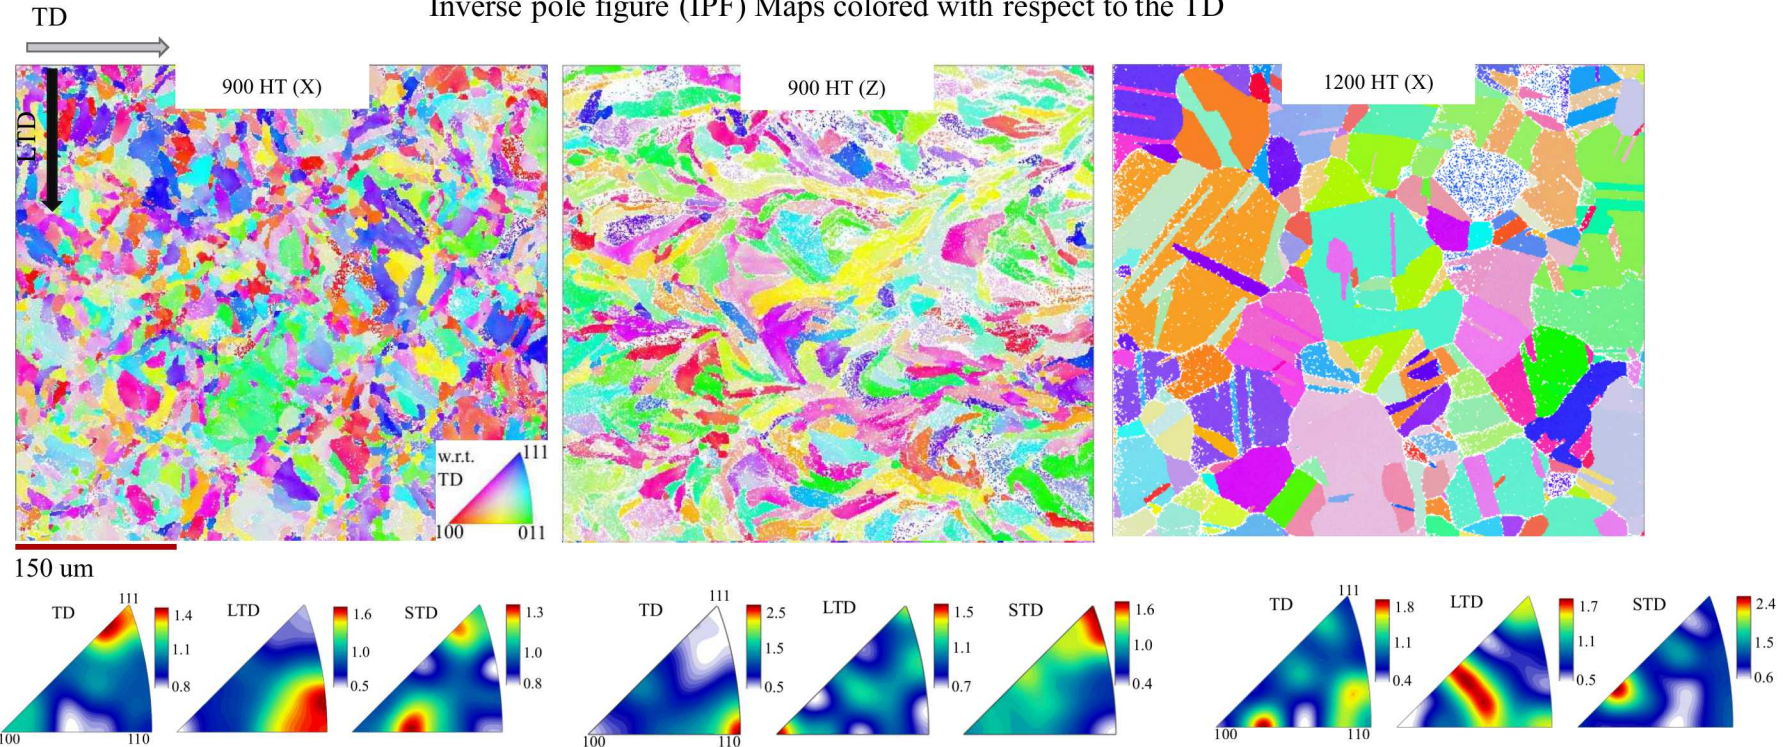 Inverse pole figure (IPF) Maps colored with respect to the TD
TD
LTD
900 HT (X)
900 HT (Z)
1200 HT (X)
w.r.t.
TD
111
100
011
150 um
TD
111
100
110
1.4
1.1
0.8
LTD
1.6
1.0
0.5
STD
1.3
1.0
0.8
TD
111
100
110
2.5
1.5
0.5
LTD
1.5
1.1
0.7
STD
1.6
1.0
0.4
TD
111
100
110
1.8
1.1
0.4
LTD
1.7
1.1
0.5
STD
2.4
1.5
0.6